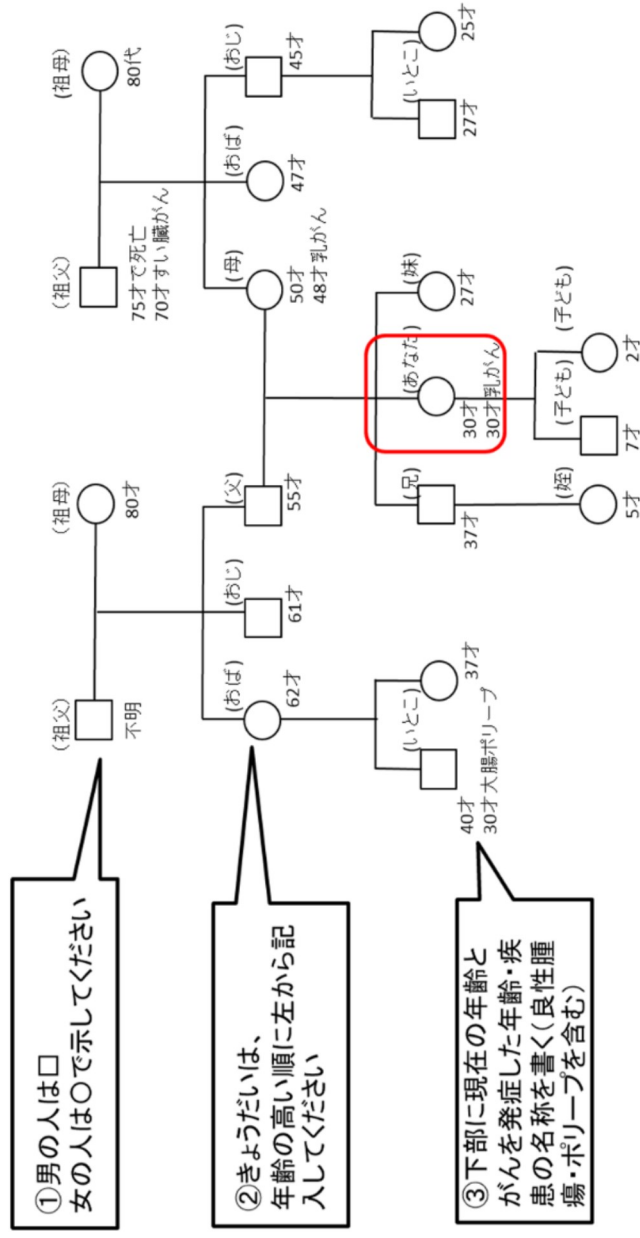 ①男の人は□
女の人は○で示してください
②きょうだいは、
年齢の高い順に左から記
入してください
③下部に現在の年齢と
がんを発症した年齢・疾
患の名称を書く(良性腫
瘍・ポリープを含む)
(祖父)
不明
(祖母)
80才
(祖父)
75才で死亡
70才すい臓がん
(祖母)
80代
(おば)
62才
(おじ)
61才
(父)
55才
(母)
50才
48才乳がん
(おば)
47才
(おじ)
45才
(いとこ)
40才
30才大腸ポリープ
37才
(兄)
37才
(あなた)
30才
30才乳がん
(妹)
27才
(いとこ)
27才
25才
(姪)
5才
(子ども)
7才
(子ども)
2才